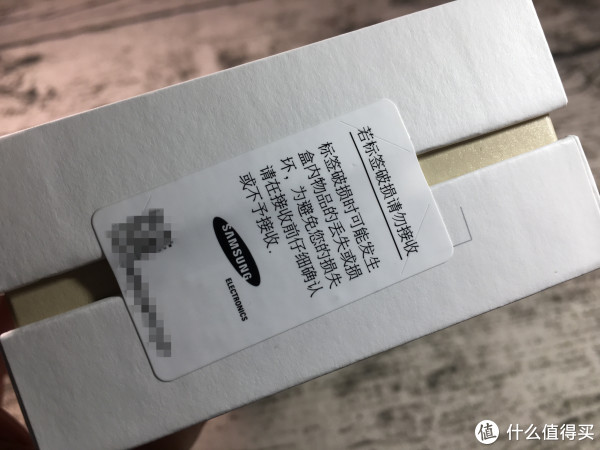 若标签破损请勿接收
标签破损时可能发生
盒内物品的丢失或损
坏，为避免您的损失
请在接收前仔细确认
或不予接收.
SAMSUNG
ELECTRONICS
值 什么值得买